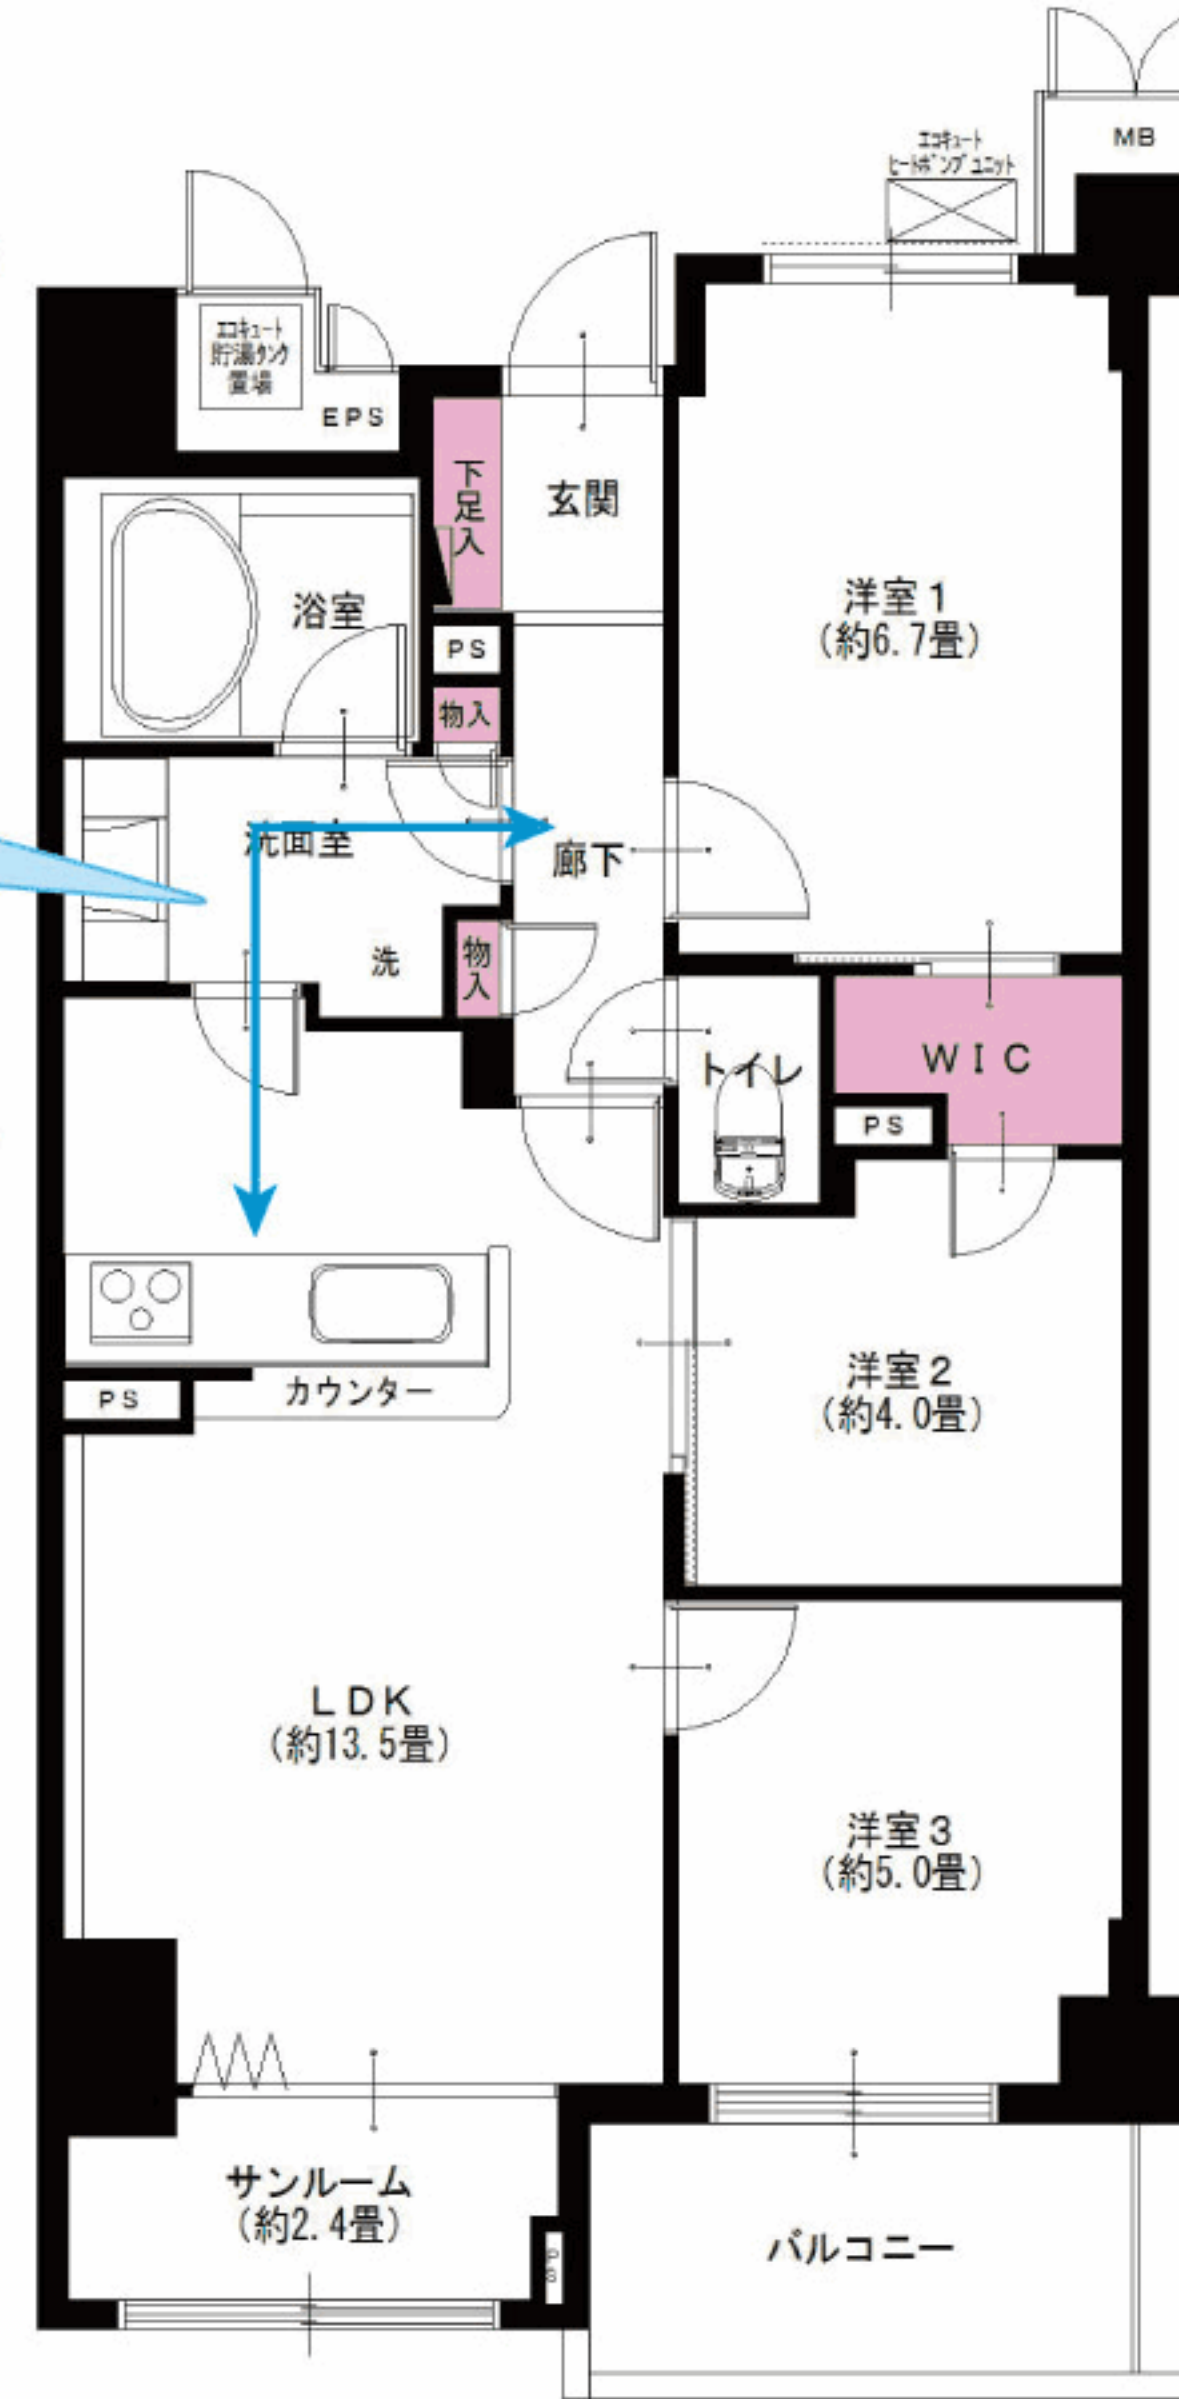 MB
エコキュート
ヒートポンプユニット
エコキュート
貯湯タンク
置場
EPS
下足入
玄関
浴室
洋室1
(約6.7畳)
PS
物入
洗面室
廊下
洗
物入
トイレ
WIC
PS
洋室2
(約4.0畳)
PS
カウンター
LDK
(約13.5畳)
洋室3
(約5.0畳)
サンルーム
(約2.4畳)
PS
バルコニー